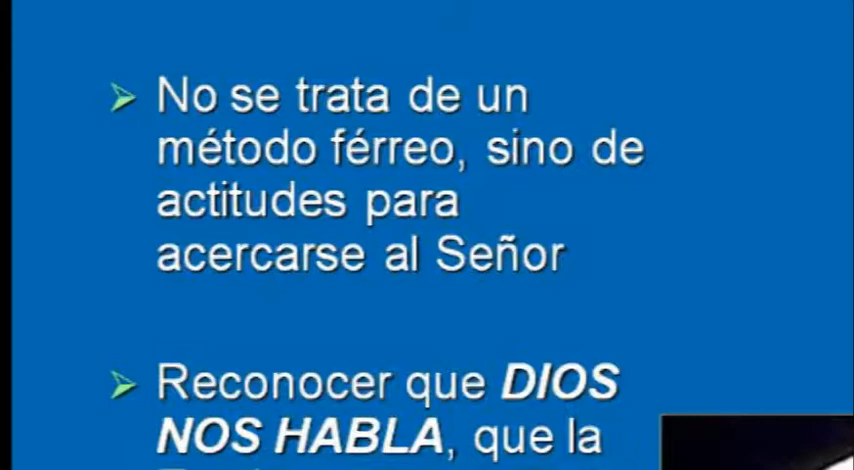 No se trata de un
método férreo, sino de
actitudes para
acercarse al Señor
Reconocer que DIOS
NOS HABLA, que la